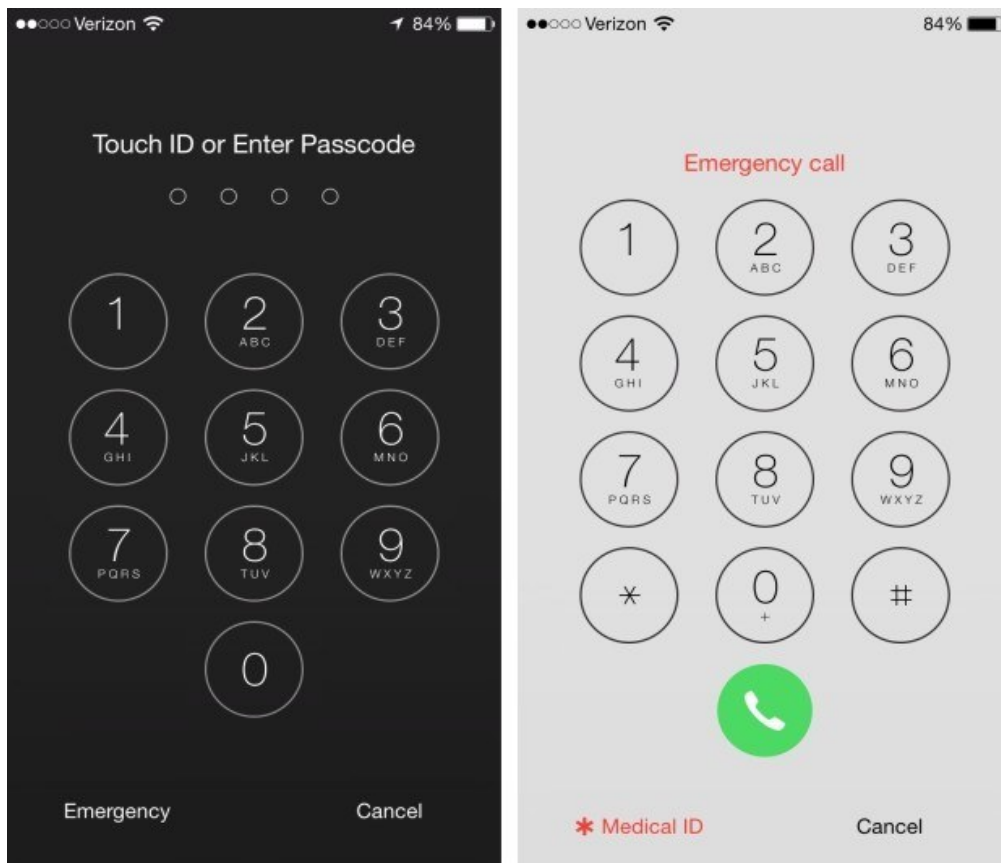 Verizon 84%
Touch ID or Enter Passcode
1 2 3
ABC DEF
4 5 6
GHI JKL MNO
7 8 9
PQRS TUV WXYZ
0
Emergency Cancel
Verizon 84%
Emergency call
1 2 3
ABC DEF
4 5 6
GHI JKL MNO
7 8 9
PQRS TUV WXYZ
* 0 #
+
* Medical ID Cancel